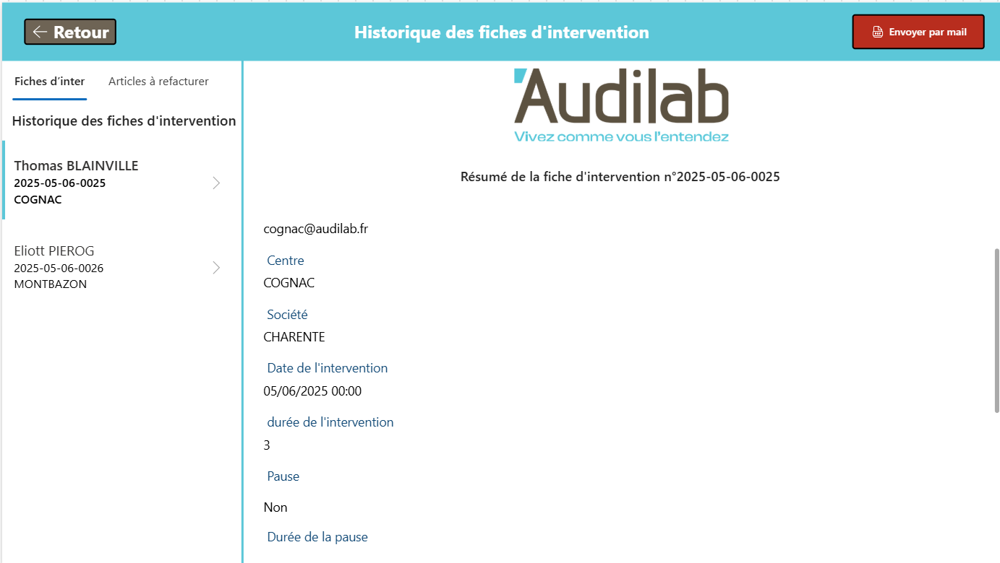 Retour
Historique des fiches d'intervention
Envoyer par mail
Fiches d’inter
Articles à refacturer
Historique des fiches d'intervention
Thomas BLAINVILLE
2025-05-06-0025
COGNAC
Eliott PIEROG
2025-05-06-0026
MONTBAZON
Audilab
Vivez comme vous l'entendez
Résumé de la fiche d'intervention n°2025-05-06-0025
cognac@audilab.fr
Centre
COGNAC
Société
CHARENTE
Date de l'intervention
05/06/2025 00:00
durée de l'intervention
3
Pause
Non
Durée de la pause